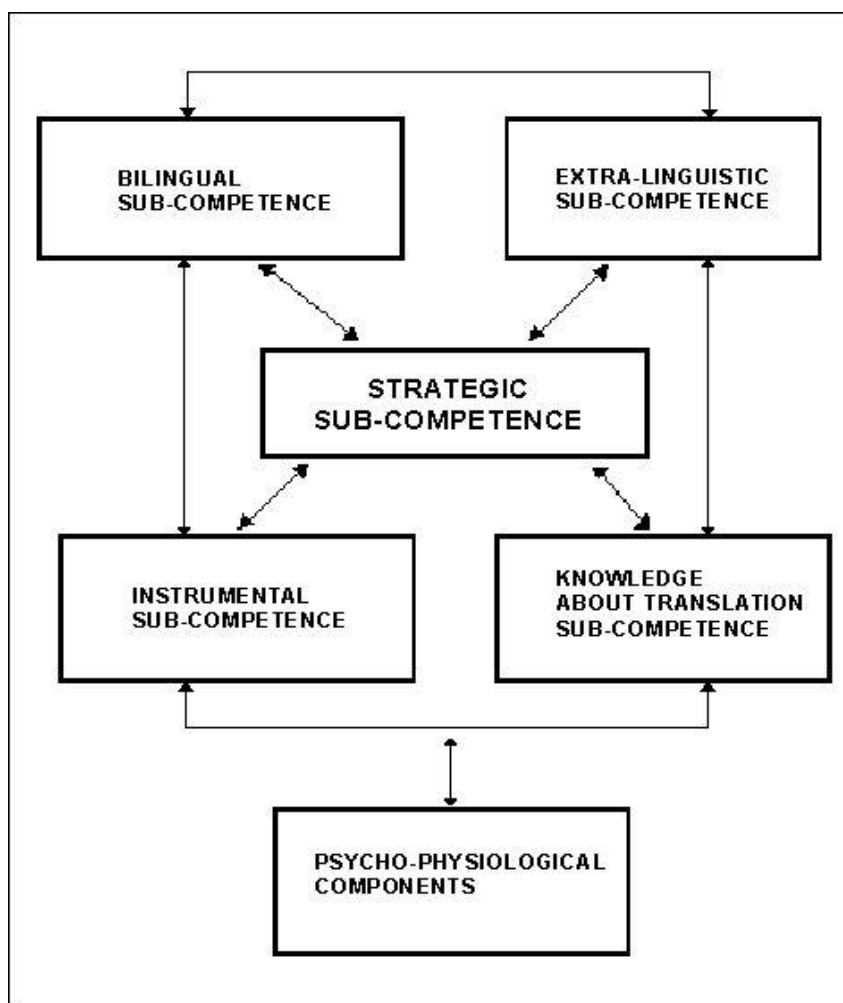 BILINGUAL
SUB-COMPETENCE
EXTRA-LINGUISTIC
SUB-COMPETENCE
STRATEGIC
SUB-COMPETENCE
INSTRUMENTAL
SUB-COMPETENCE
KNOWLEDGE
ABOUT TRANSLATION
SUB-COMPETENCE
PSYCHO-PHYSIOLOGICAL
COMPONENTS